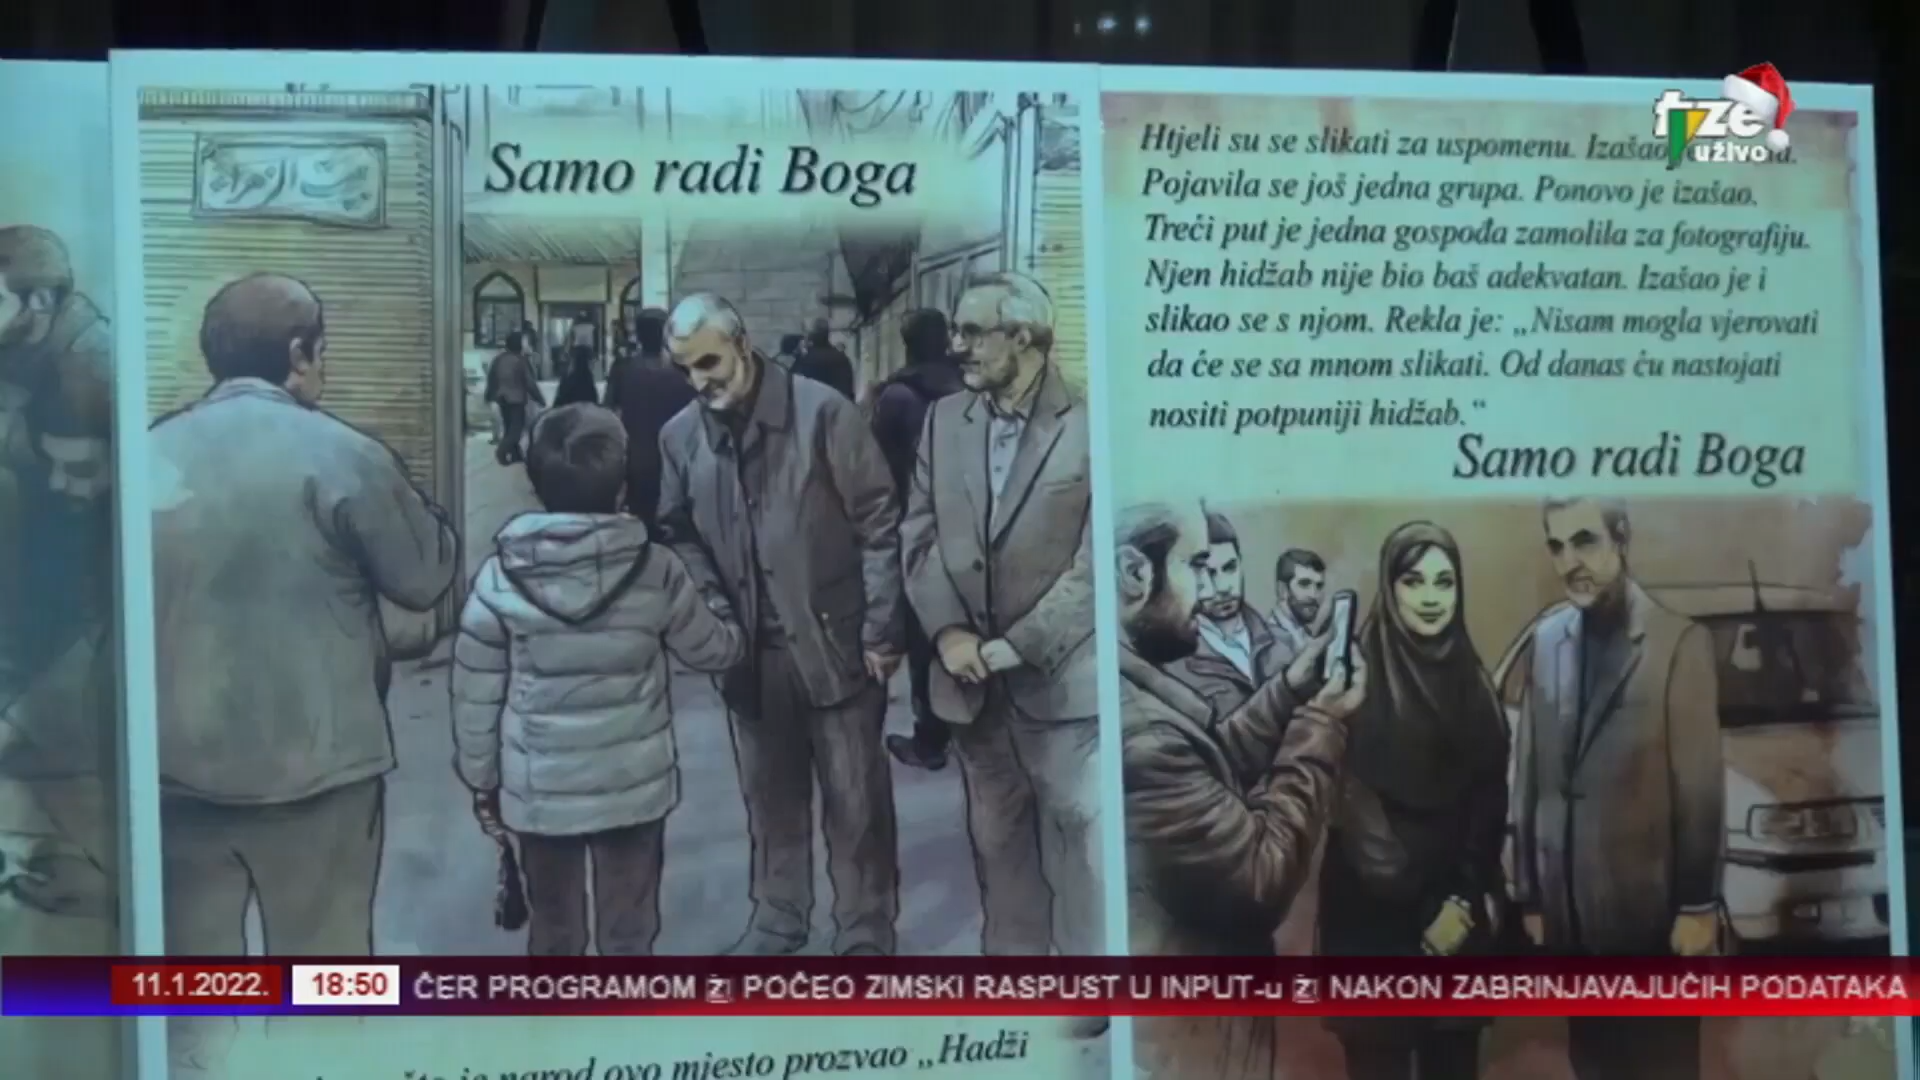 Samo radi Boga
Htjeli su se slikati za uspomenu. Izašao
Pojavila se još jedna grupa. Ponovo je izašao.
Treći put je jedna gospođa zamolila za fotografiju.
Njen hidžab nije bio baš adekvatan. Izašao je i
slikao se s njom. Rekla je: „Nisam mogla vjerovati
da će se sa mnom slikati. Od danas ću nastojati
nositi potpuniji hidžab.“
Samo radi Boga
rtvze
uživo
11.1.2022. 18:50 ČER PROGRAMOM POČEO ZIMSKI RASPUST U INPUT-u NAKON ZABRINJAVAJUĆIH PODATAKA
je narod ovo mjesto prozvao „Hadži